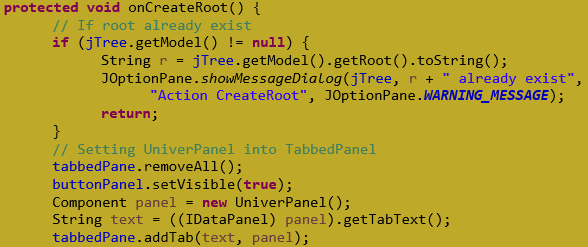 protected void onCreateRoot() {
// If root already exist
if (jTree.getModel() != null) {
String r = jTree.getModel().getRoot().toString();
JOptionPane.showMessageDialog(jTree, r + " already exist",
"Action CreateRoot", JOptionPane.WARNING_MESSAGE);
return;
}
// Setting UniverPanel into TabbedPanel
tabbedPane.removeAll();
buttonPanel.setVisible(true);
Component panel = new UniverPanel();
String text = ((IDataPanel) panel).getTabText();
tabbedPane.addTab(text, panel);